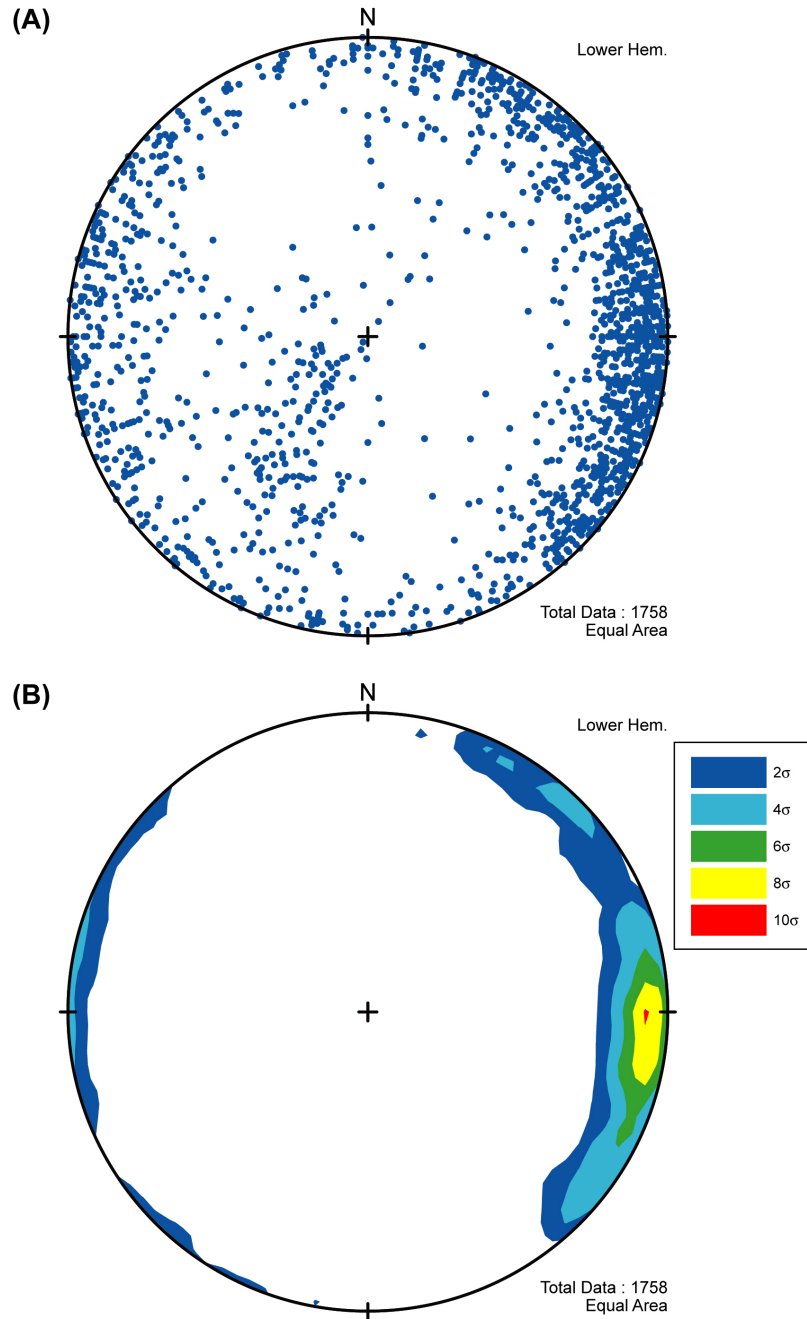 (A)
N
Lower Hem.
Total Data : 1758
Equal Area
(B)
N
Lower Hem.
2σ
4σ
6σ
8σ
10σ
Total Data : 1758
Equal Area